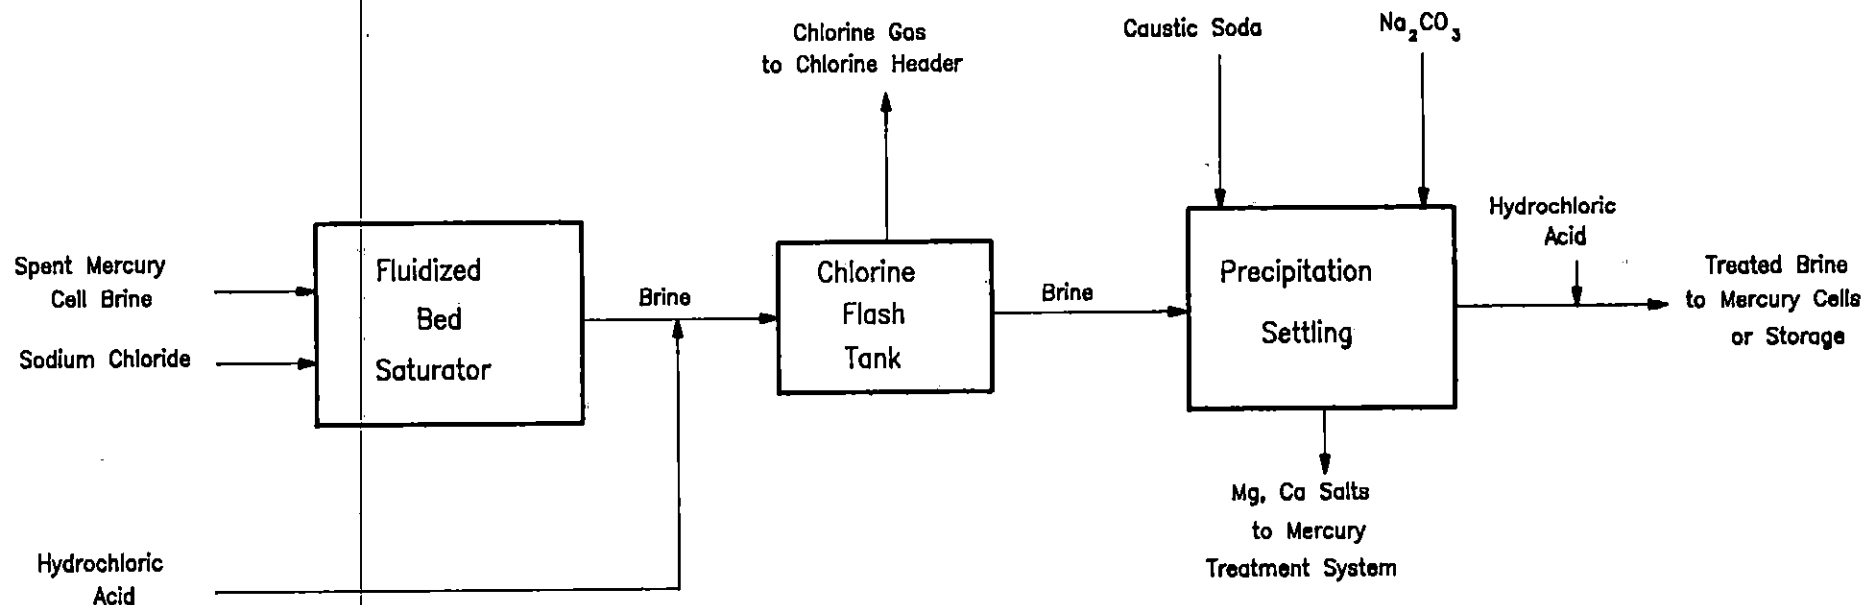 Chlorine Gas
to Chlorine Header
Caustic Soda
Na₂CO₃
Spent Mercury
Cell Brine
Sodium Chloride
Fluidized
Bed
Saturator
Brine
Chlorine
Flash
Tank
Brine
Precipitation
Settling
Hydrochloric
Acid
Treated Brine
to Mercury Cells
or Storage
Mg, Ca Salts
to Mercury
Treatment System
Hydrochloric
Acid